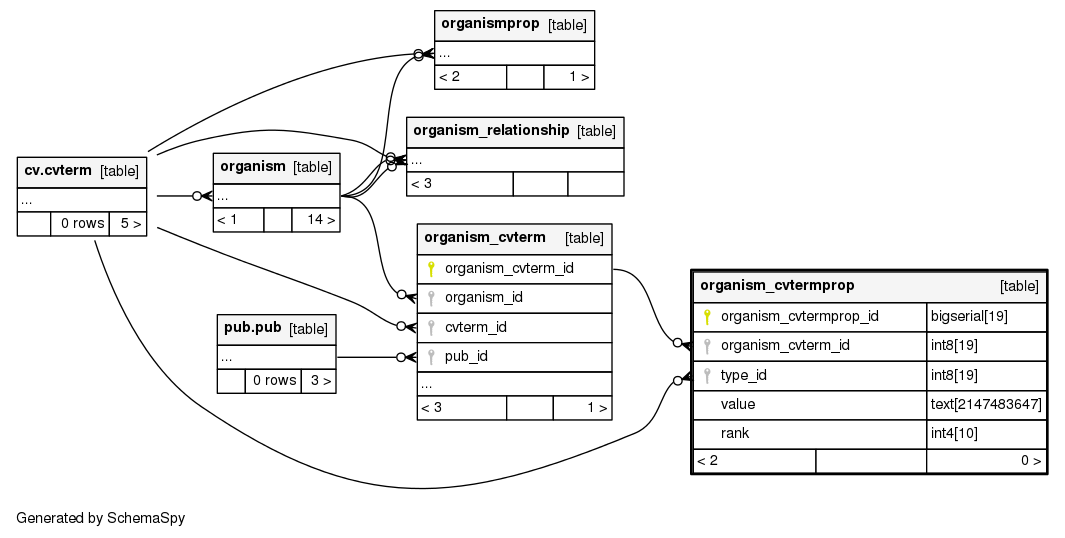 organismprop [table]
...
< 2 1 >
organism_relationship [table]
...
< 3
cv.cvterm [table]
...
0 rows 5 >
organism [table]
...
< 1 14 >
organism_cvterm [table]
organism_cvterm_id
organism_id
cvterm_id
pub_id
...
< 3 1 >
pub.pub [table]
...
0 rows 3 >
organism_cvtermprop [table]
organism_cvtermprop_id bigserial[19]
organism_cvterm_id int8[19]
type_id int8[19]
value text[2147483647]
rank int4[10]
< 2 0 >
Generated by SchemaSpy